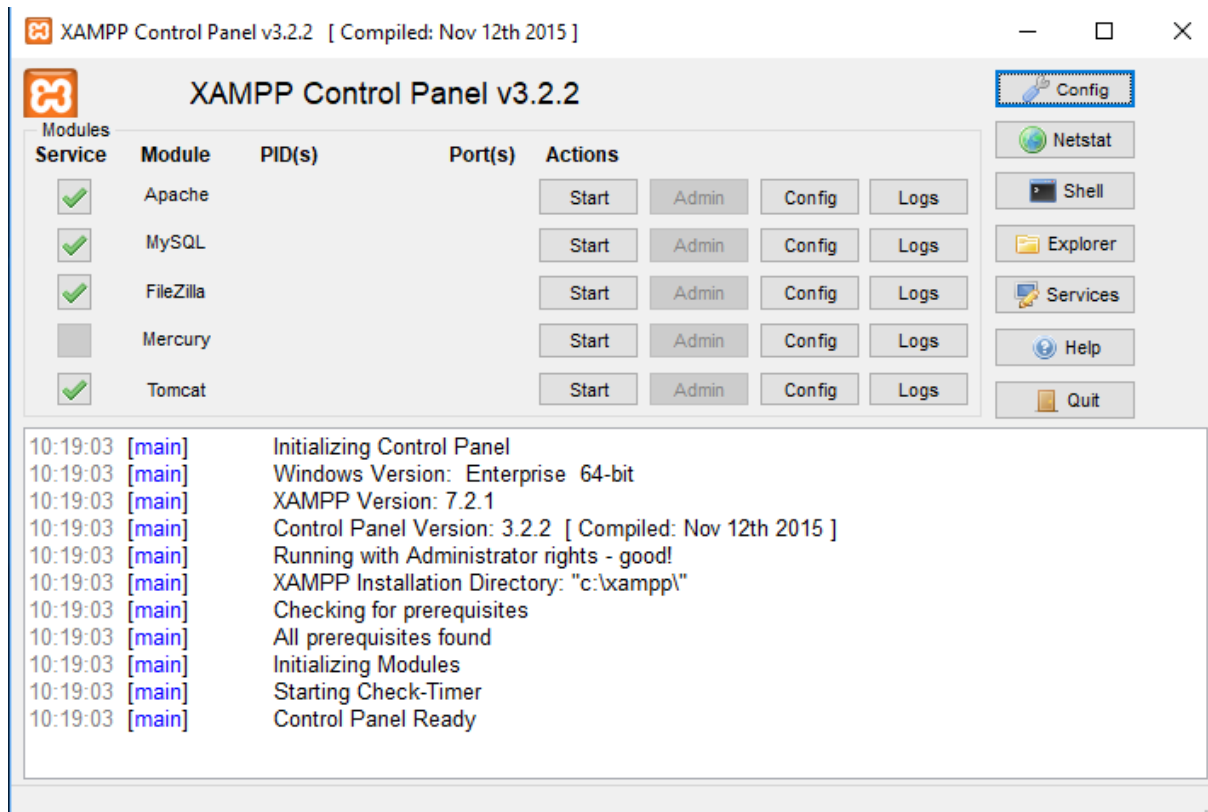 XAMPP Control Panel v3.2.2 [ Compiled: Nov 12th 2015 ]
XAMPP Control Panel v3.2.2
Config
Modules
Service Module PID(s) Port(s) Actions
Netstat
Apache Start Admin Config Logs
Shell
MySQL Start Admin Config Logs
Explorer
FileZilla Start Admin Config Logs
Services
Mercury Start Admin Config Logs
Help
Tomcat Start Admin Config Logs
Quit
10:19:03 [main] Initializing Control Panel
10:19:03 [main] Windows Version: Enterprise 64-bit
10:19:03 [main] XAMPP Version: 7.2.1
10:19:03 [main] Control Panel Version: 3.2.2 [ Compiled: Nov 12th 2015 ]
10:19:03 [main] Running with Administrator rights - good!
10:19:03 [main] XAMPP Installation Directory: "c:\xampp\"
10:19:03 [main] Checking for prerequisites
10:19:03 [main] All prerequisites found
10:19:03 [main] Initializing Modules
10:19:03 [main] Starting Check-Timer
10:19:03 [main] Control Panel Ready